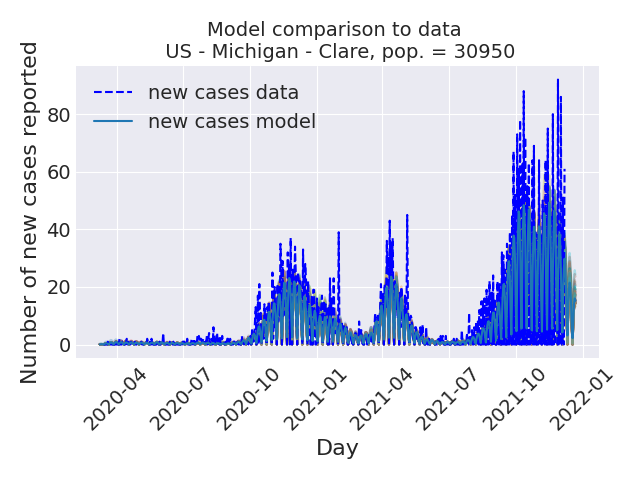 Model comparison to data
US - Michigan - Clare, pop. = 30950
Number of new cases reported
new cases data
new cases model
80
60
40
20
0
2020-04
2020-07
2020-10
2021-01
2021-04
2021-07
2021-10
2022-01
Day